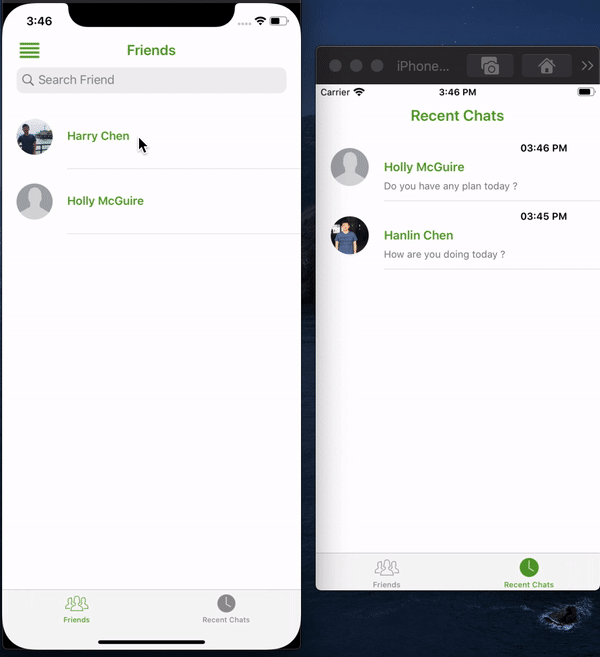 3:46
Friends
Search Friend
Harry Chen
Holly McGuire
Friends
Recent Chats
iPhone...
Carrier
3:46 PM
Recent Chats
03:46 PM
Holly McGuire
Do you have any plan today ?
03:45 PM
Hanlin Chen
How are you doing today ?
Friends
Recent Chats